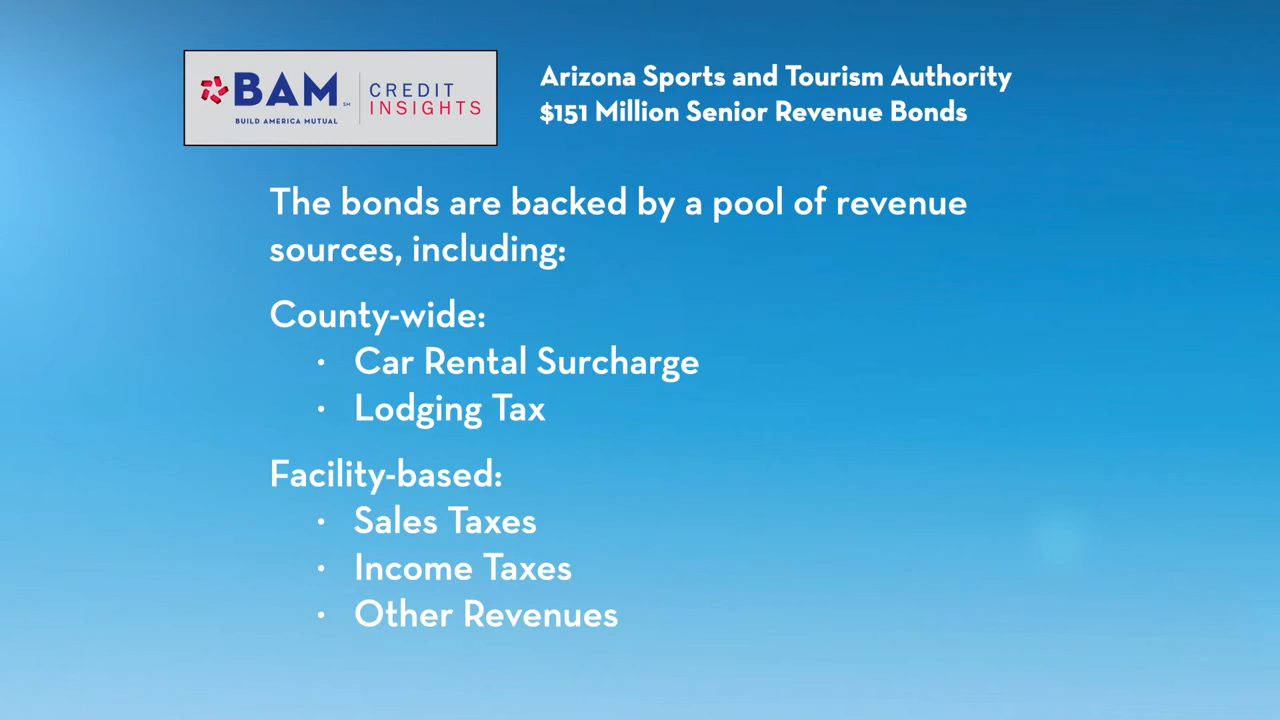 BAM SM
BUILD AMERICA MUTUAL
CREDIT
INSIGHTS
Arizona Sports and Tourism Authority
$151 Million Senior Revenue Bonds
The bonds are backed by a pool of revenue
sources, including:
County-wide:
• Car Rental Surcharge
• Lodging Tax
Facility-based:
• Sales Taxes
• Income Taxes
• Other Revenues